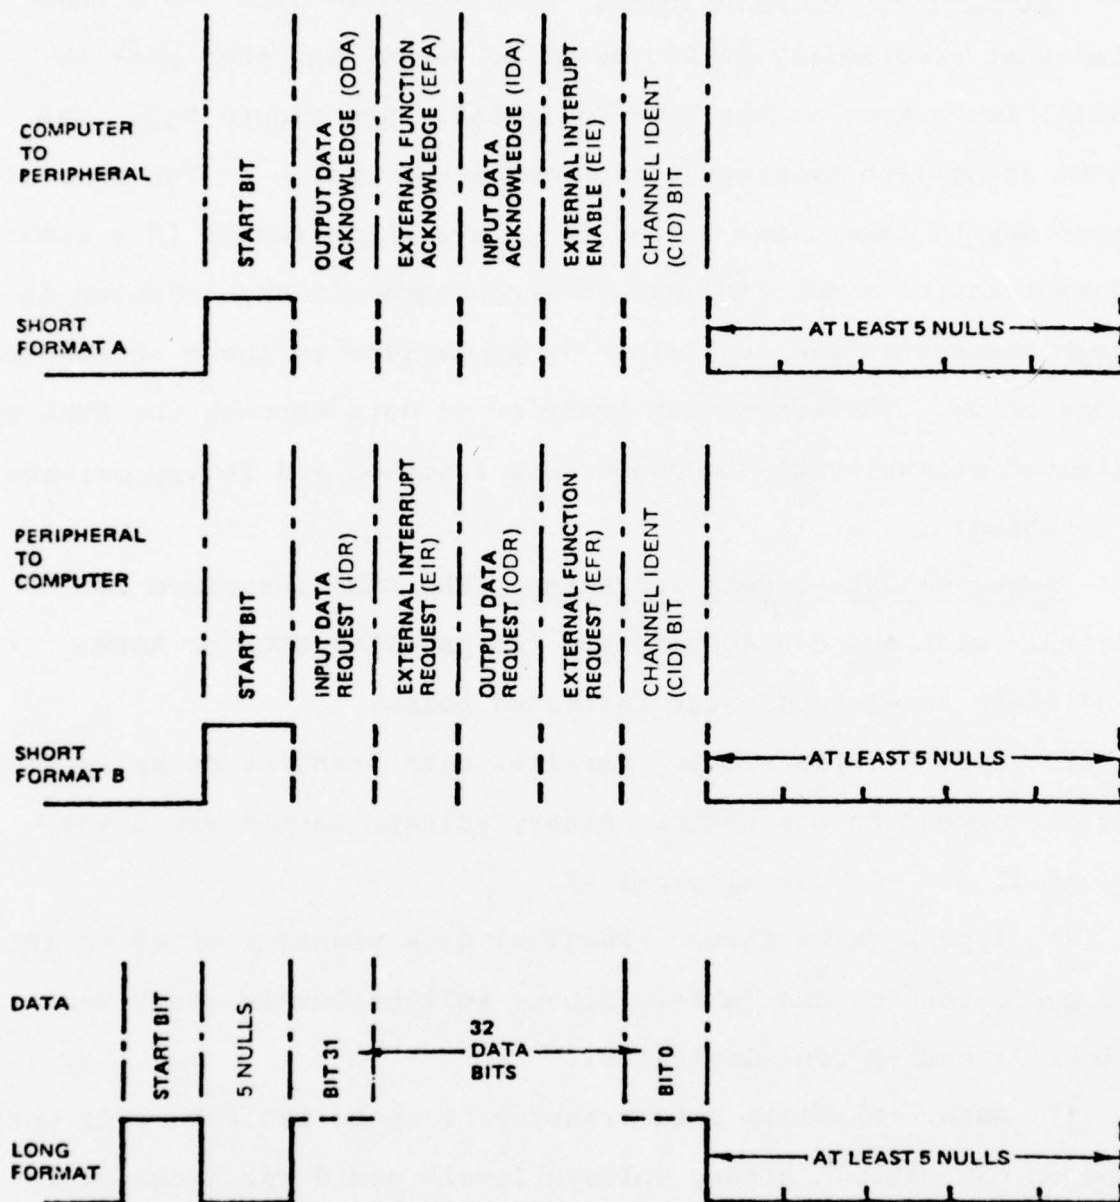 COMPUTER
TO
PERIPHERAL
START BIT
OUTPUT DATA
ACKNOWLEDGE (ODA)
EXTERNAL FUNCTION
ACKNOWLEDGE (EFA)
INPUT DATA
ACKNOWLEDGE (IDA)
EXTERNAL INTERUPT
ENABLE (EIE)
CHANNEL IDENT
(CID) BIT
SHORT
FORMAT A
AT LEAST 5 NULLS
PERIPHERAL
TO
COMPUTER
START BIT
INPUT DATA
REQUEST (IDR)
EXTERNAL INTERRUPT
REQUEST (EIR)
OUTPUT DATA
REQUEST (ODR)
EXTERNAL FUNCTION
REQUEST (EFR)
CHANNEL IDENT
(CID) BIT
SHORT
FORMAT B
AT LEAST 5 NULLS
DATA
START BIT
5 NULLS
BIT 31
32
DATA
BITS
BIT 0
LONG
FORMAT
AT LEAST 5 NULLS